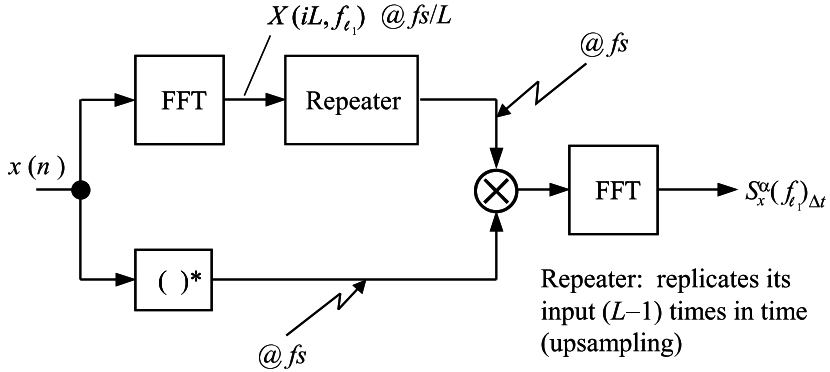 X(iL, fℓ₁) @ fs/L
@ fs
FFT
Repeater
x(n)
⊗
FFT
Sₓᵅ(fℓ₁)Δt
( )*
Repeater: replicates its
input (L–1) times in time
(upsampling)
@ fs